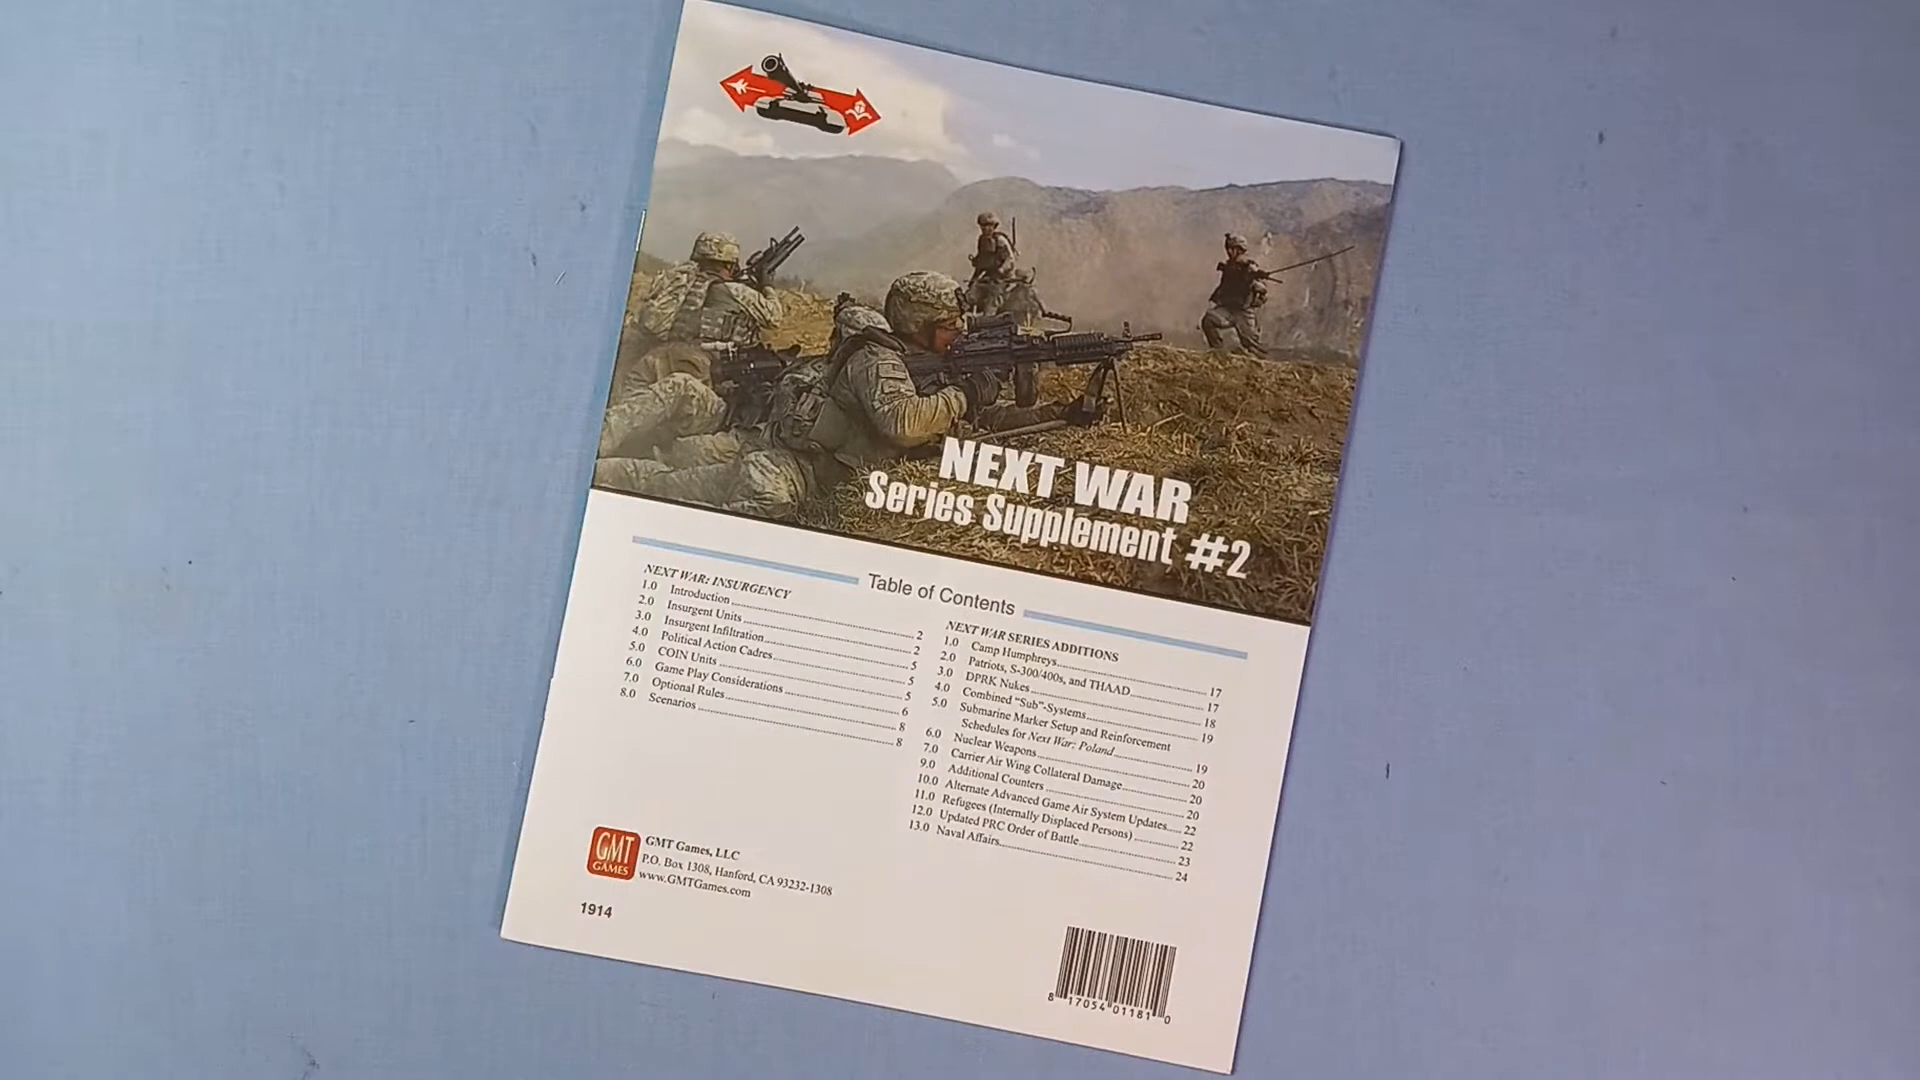 NEXT WAR
Series Supplement #2
Table of Contents
NEXT WAR: INSURGENCY
1.0 Introduction 2
2.0 Insurgent Units 2
3.0 Insurgent Infiltration 5
4.0 Political Action Cadres 5
5.0 COIN Units 5
6.0 Game Play Considerations 6
7.0 Optional Rules 8
8.0 Scenarios 8
NEXT WAR SERIES ADDITIONS
1.0 Camp Humphreys 17
2.0 Patriots, S-300/400s, and THAAD 17
3.0 DPRK Nukes 18
4.0 Combined “Sub”-Systems 19
5.0 Submarine Marker Setup and Reinforcement
Schedules for Next War: Poland 19
6.0 Nuclear Weapons 20
7.0 Carrier Air Wing Collateral Damage 20
9.0 Additional Counters 20
10.0 Alternate Advanced Game Air System Updates 22
11.0 Refugees (Internally Displaced Persons) 22
12.0 Updated PRC Order of Battle 23
13.0 Naval Affairs 24
GMT
GAMES
GMT Games, LLC
P.O. Box 1308, Hanford, CA 93232-1308
www.GMTGames.com
1914
8 17054 01181 0